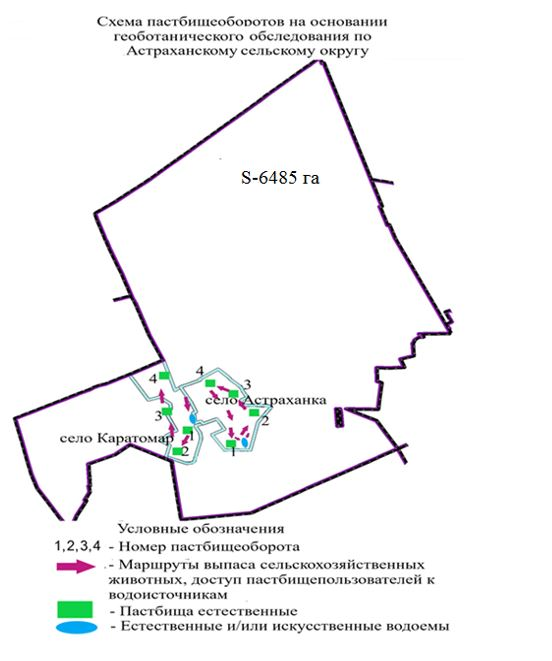 Схема пастбищеоборотов на основании
геоботанического обследования по
Астраханскому сельскому округу
S-6485 га
4
4
3
село Астраханка
3
2
село Каратомар
1
2
1
Условные обозначения
1,2,3,4 - Номер пастбищеоборота
- Маршруты выпаса сельскохозяйственных
животных, доступ пастбищепользователей к
водоисточникам
- Пастбища естественные
- Естественные и/или искусственные водоемы